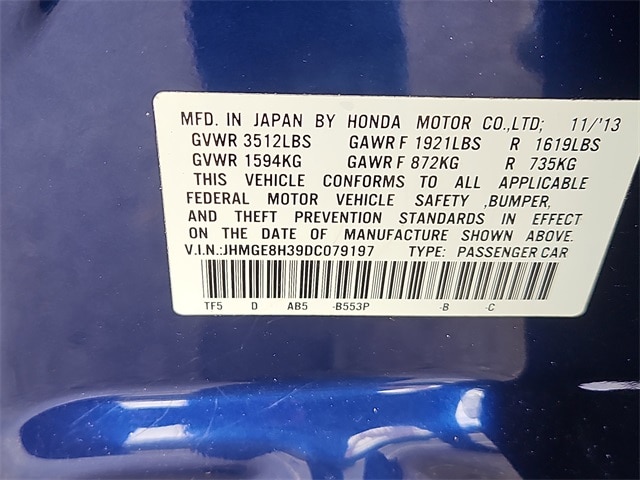 MFD. IN JAPAN BY HONDA MOTOR CO.,LTD; 11/'13
GVWR 3512LBS GAWR F 1921LBS R 1619LBS
GVWR 1594KG GAWR F 872KG R 735KG
THIS VEHICLE CONFORMS TO ALL APPLICABLE
FEDERAL MOTOR VEHICLE SAFETY ,BUMPER,
AND THEFT PREVENTION STANDARDS IN EFFECT
ON THE DATE OF MANUFACTURE SHOWN ABOVE.
V.I.N.:JHMGE8H39DC079197 TYPE: PASSENGER CAR
TF5 D AB5 -B553P -B -C